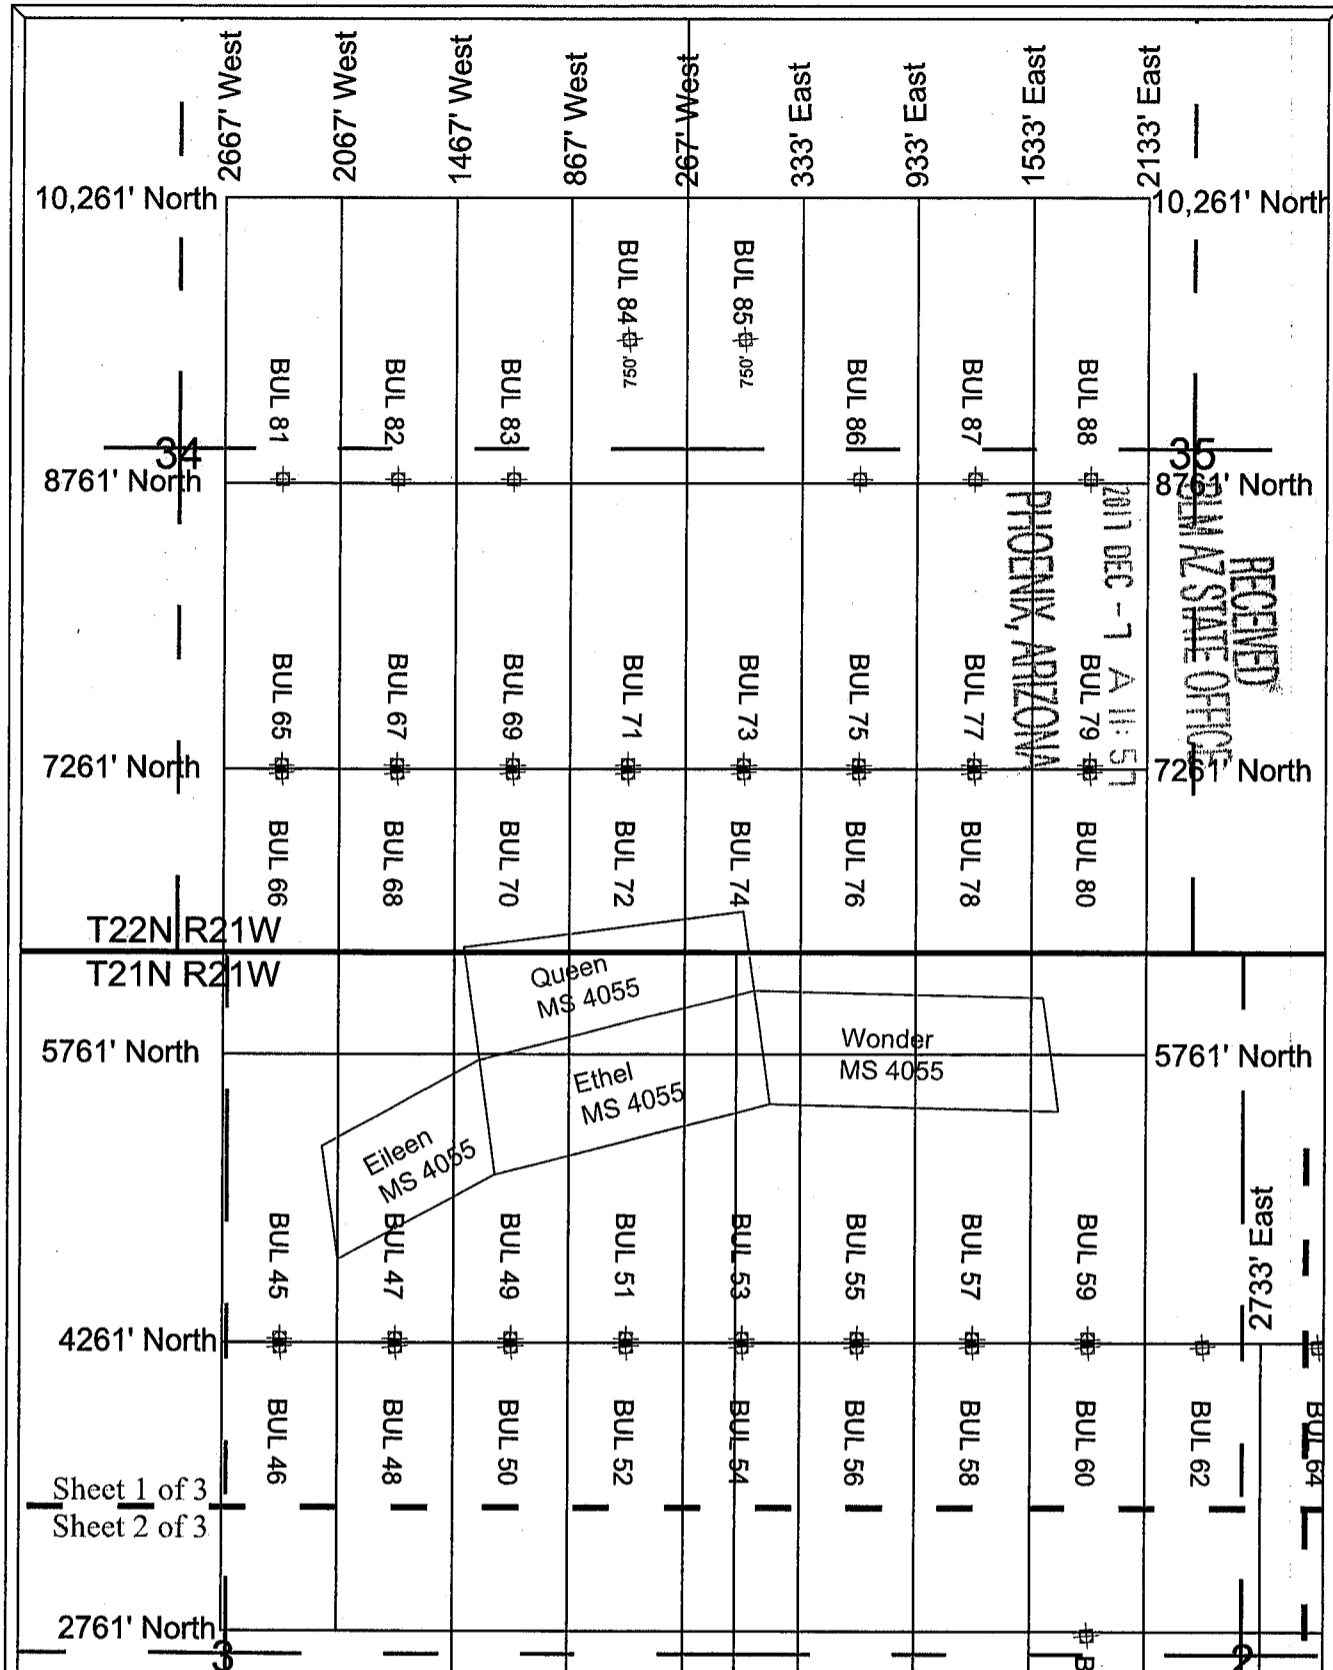 2667' West
2067' West
1467' West
867' West
267' West
333' East
933' East
1533' East
2133' East
10,261' North
10,261' North
BUL 84
750'
BUL 85
750'
BUL 81
BUL 82
BUL 83
BUL 86
BUL 87
BUL 88
34
35
8761' North
8761' North
RECEIVED
BLM AZ STATE OFFICE
2017 DEC -7 A 11:57
PHOENIX, ARIZONA
BUL 65
BUL 67
BUL 69
BUL 71
BUL 73
BUL 75
BUL 77
BUL 79
7261' North
7261' North
BUL 66
BUL 68
BUL 70
BUL 72
BUL 74
BUL 76
BUL 78
BUL 80
T22N R21W
T21N R21W
Queen
MS 4055
5761' North
Wonder
MS 4055
5761' North
Ethel
MS 4055
Eileen
MS 4055
2733' East
BUL 45
BUL 47
BUL 49
BUL 51
BUL 53
BUL 55
BUL 57
BUL 59
4261' North
BUL 46
BUL 48
BUL 50
BUL 52
BUL 54
BUL 56
BUL 58
BUL 60
BUL 62
BUL 64
Sheet 1 of 3
Sheet 2 of 3
2761' North
3
B
2